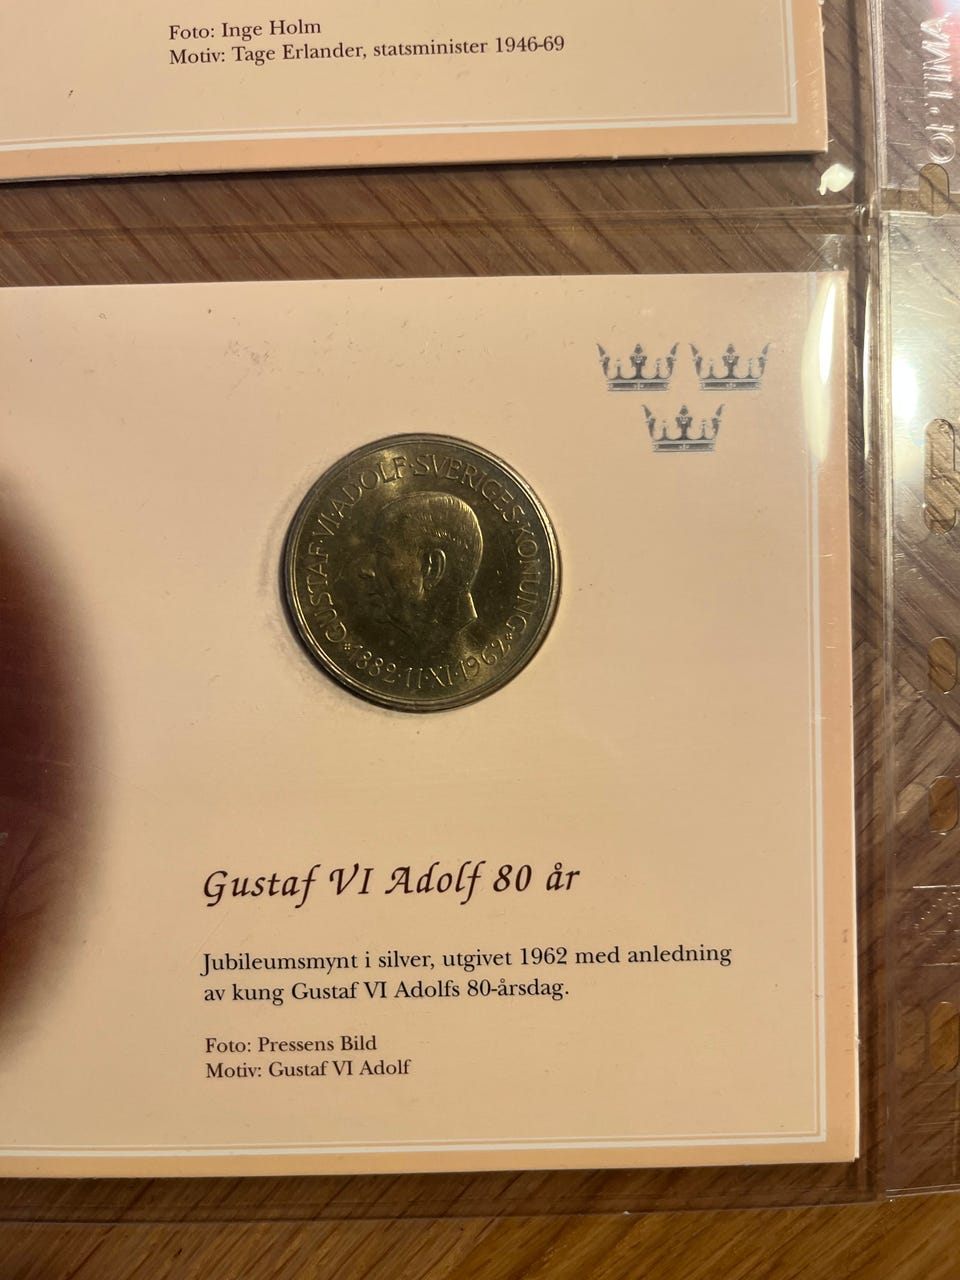 Foto: Inge Holm
Motiv: Tage Erlander, statsminister 1946-69
OPTIMA
GUSTAF·VI·ADOLF·SVERIGES·KONUNG
1882·11·XI·1962
Gustaf VI Adolf 80 år
Jubileumsmynt i silver, utgivet 1962 med anledning
av kung Gustaf VI Adolfs 80-årsdag.
Foto: Pressens Bild
Motiv: Gustaf VI Adolf